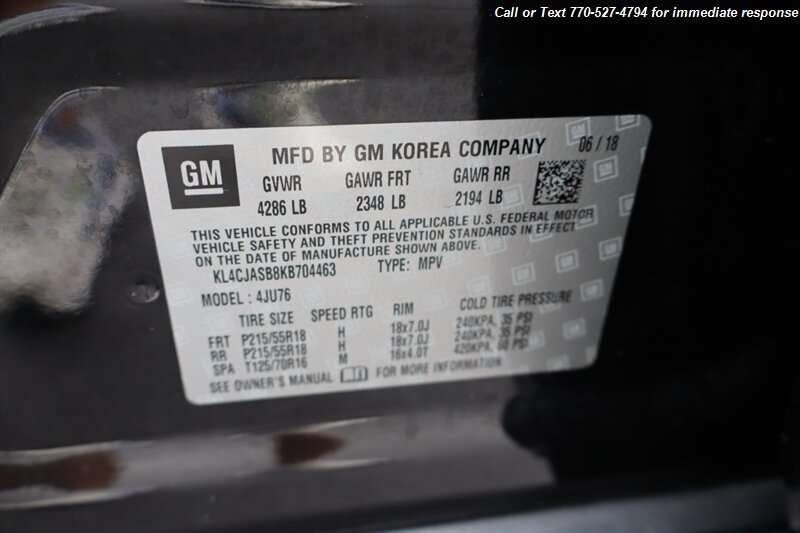 Call or Text 770-527-4794 for immediate response
MFD BY GM KOREA COMPANY 06 / 18
GM
GVWR GAWR FRT GAWR RR
4286 LB 2348 LB 2194 LB
THIS VEHICLE CONFORMS TO ALL APPLICABLE U.S. FEDERAL MOTOR
VEHICLE SAFETY AND THEFT PREVENTION STANDARDS IN EFFECT
ON THE DATE OF MANUFACTURE SHOWN ABOVE.
KL4CJASB8KB704463 TYPE: MPV
MODEL : 4JU76
TIRE SIZE SPEED RTG RIM COLD TIRE PRESSURE
FRT P215/55R18 H 18x7.0J 240KPA, 35 PSI
RR P215/55R18 H 18x7.0J 240KPA, 35 PSI
SPA T125/70R16 M 16x4.0T 420KPA, 60 PSI
SEE OWNER'S MANUAL FOR MORE INFORMATION